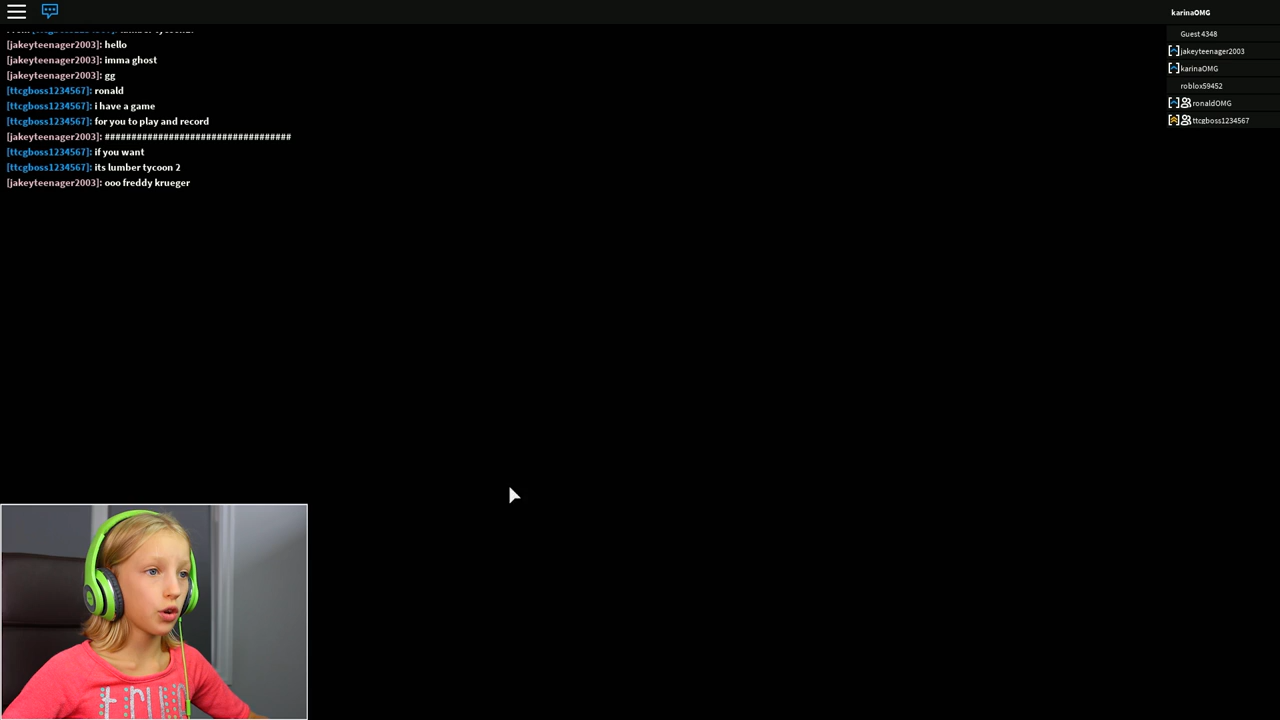 karinaOMG
[jakeyteenager2003]: hello
[jakeyteenager2003]: imma ghost
[jakeyteenager2003]: gg
[ttcgboss1234567]: ronald
[ttcgboss1234567]: i have a game
[ttcgboss1234567]: for you to play and record
[jakeyteenager2003]: ##################################
[ttcgboss1234567]: if you want
[ttcgboss1234567]: its lumber tycoon 2
[jakeyteenager2003]: ooo freddy krueger
Guest 4348
jakeyteenager2003
karinaOMG
roblox59452
ronaldOMG
ttcgboss1234567